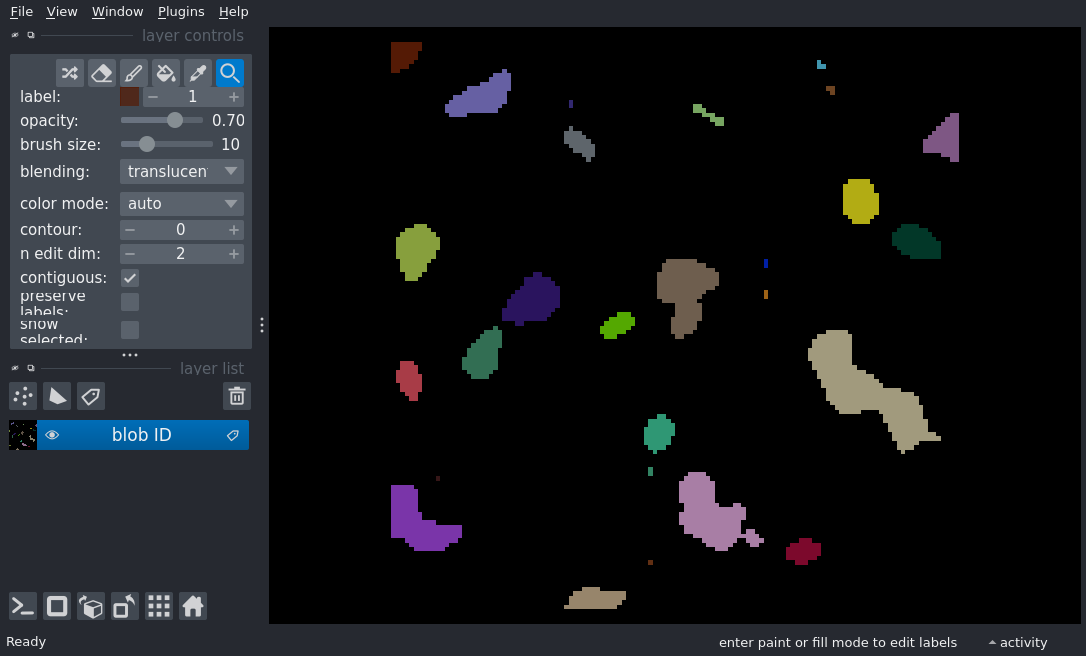 File View Window Plugins Help
layer controls
label: 1
opacity: 0.70
brush size: 10
blending: translucen
color mode: auto
contour: 0
n edit dim: 2
contiguous:
preserve
labels:
show
selected:
layer list
blob ID
Ready enter paint or fill mode to edit labels activity